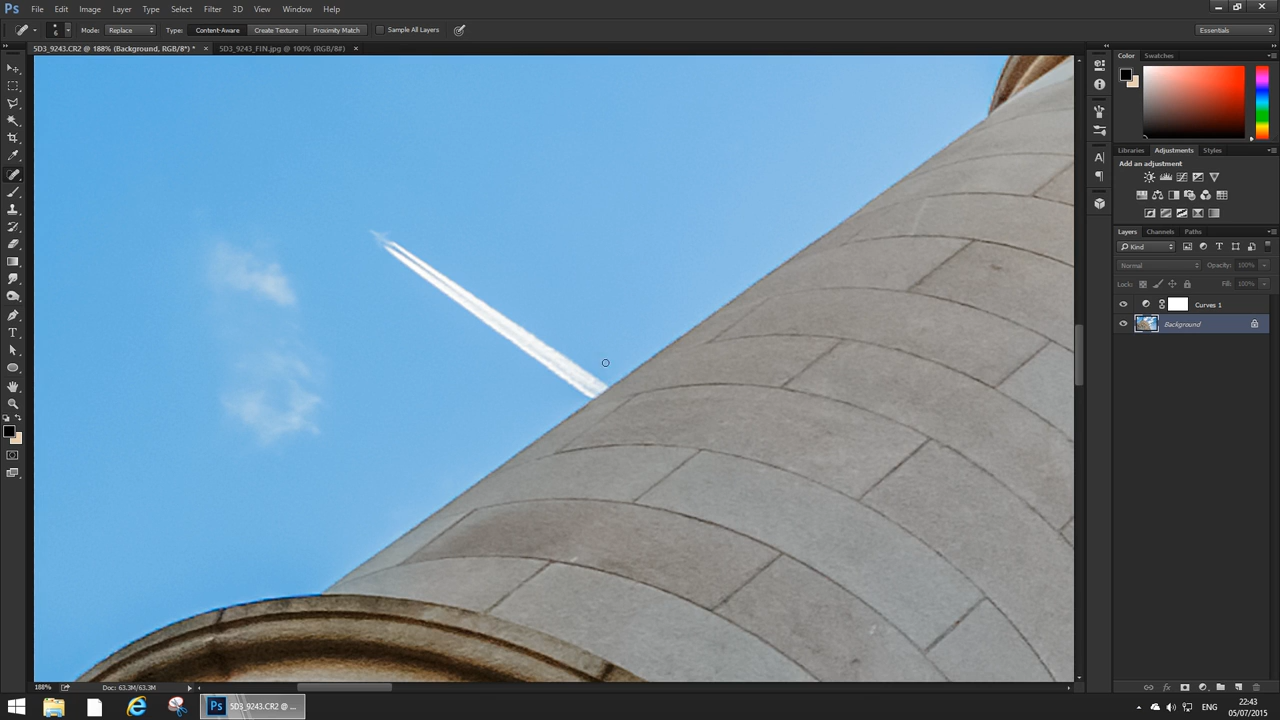 Ps File Edit Image Layer Type Select Filter 3D View Window Help
6 Mode: Replace Type: Content-Aware Create Texture Proximity Match Sample All Layers Essentials
5D3_9243.CR2 @ 188% (Background, RGB/8*) * × 5D3_9243_FIN.jpg @ 100% (RGB/8#) ×
Color Swatches
Libraries Adjustments Styles
Add an adjustment
Layers Channels Paths
Kind
Normal Opacity: 100%
Lock: Fill: 100%
Curves 1
Background
188% Doc: 63.3M/63.3M
Ps 5D3_9243.CR2 @ ...
ENG
22:43
05/07/2015